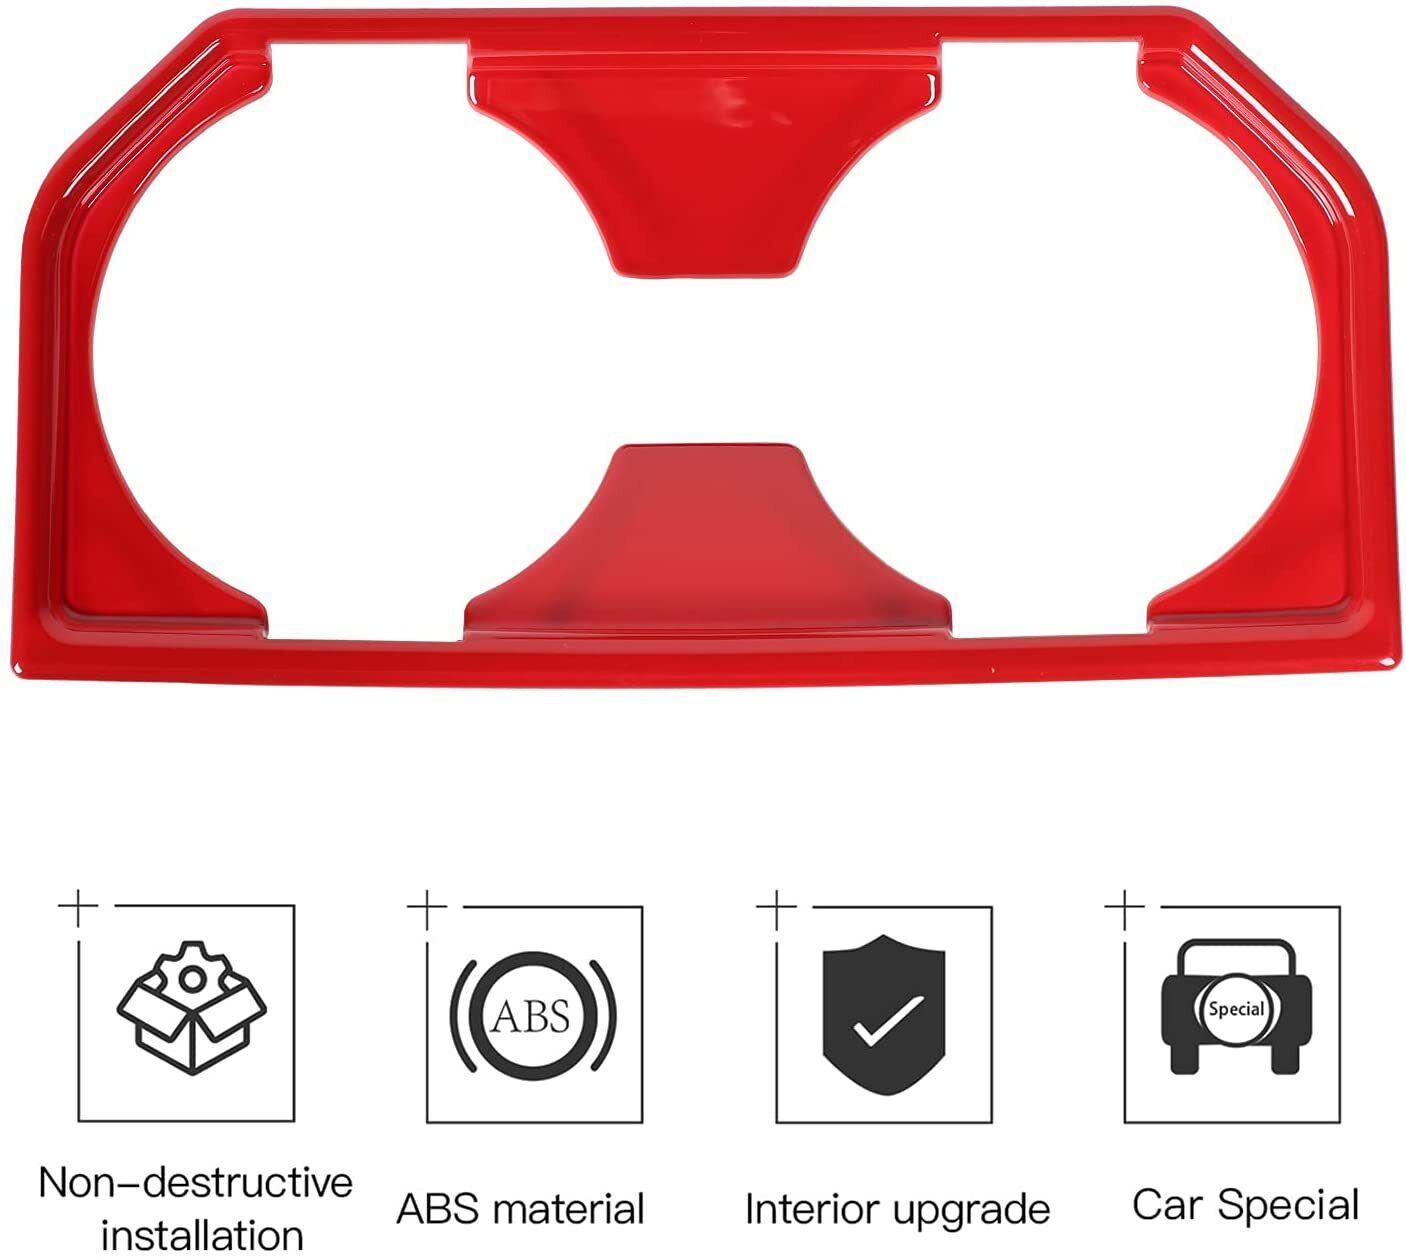 ABS
Special
Non-destructive
installation
ABS material
Interior upgrade
Car Special